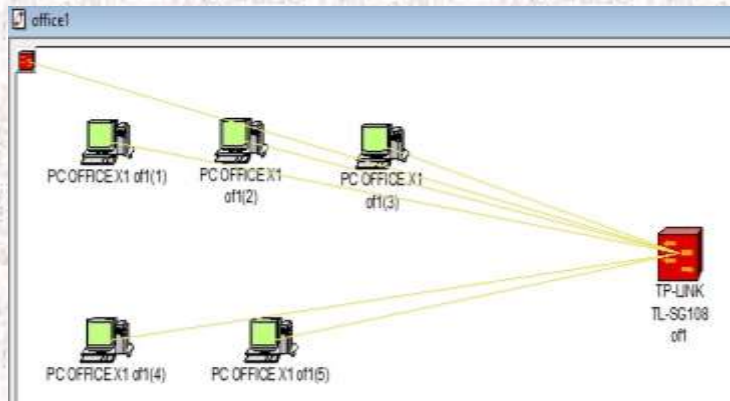 office1
PC OFFICE X1 of1(1)
PC OFFICE X1
of1(2)
PC OFFICE X1
of1(3)
TP-LINK
TL-SG108
of1
PC OFFICE X1 of1(4)
PC OFFICE X1 of1(5)